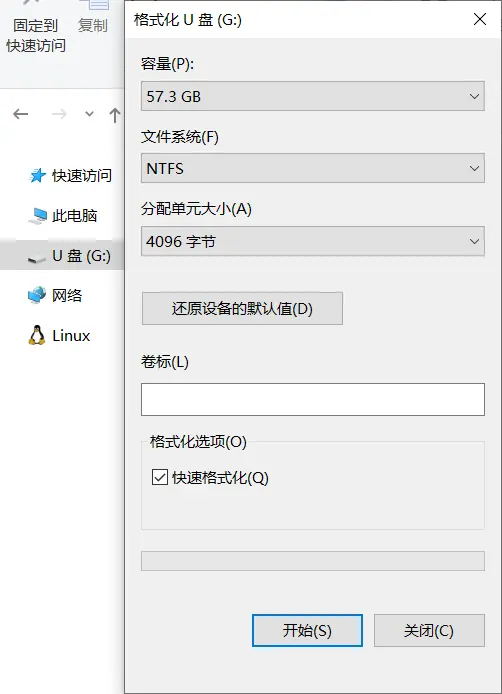 固定到
快速访问
复制
快速访问
此电脑
U 盘 (G:)
网络
Linux
格式化 U 盘 (G:)
容量(P):
57.3 GB
文件系统(F)
NTFS
分配单元大小(A)
4096 字节
还原设备的默认值(D)
卷标(L)
格式化选项(O)
快速格式化(Q)
开始(S)
关闭(C)